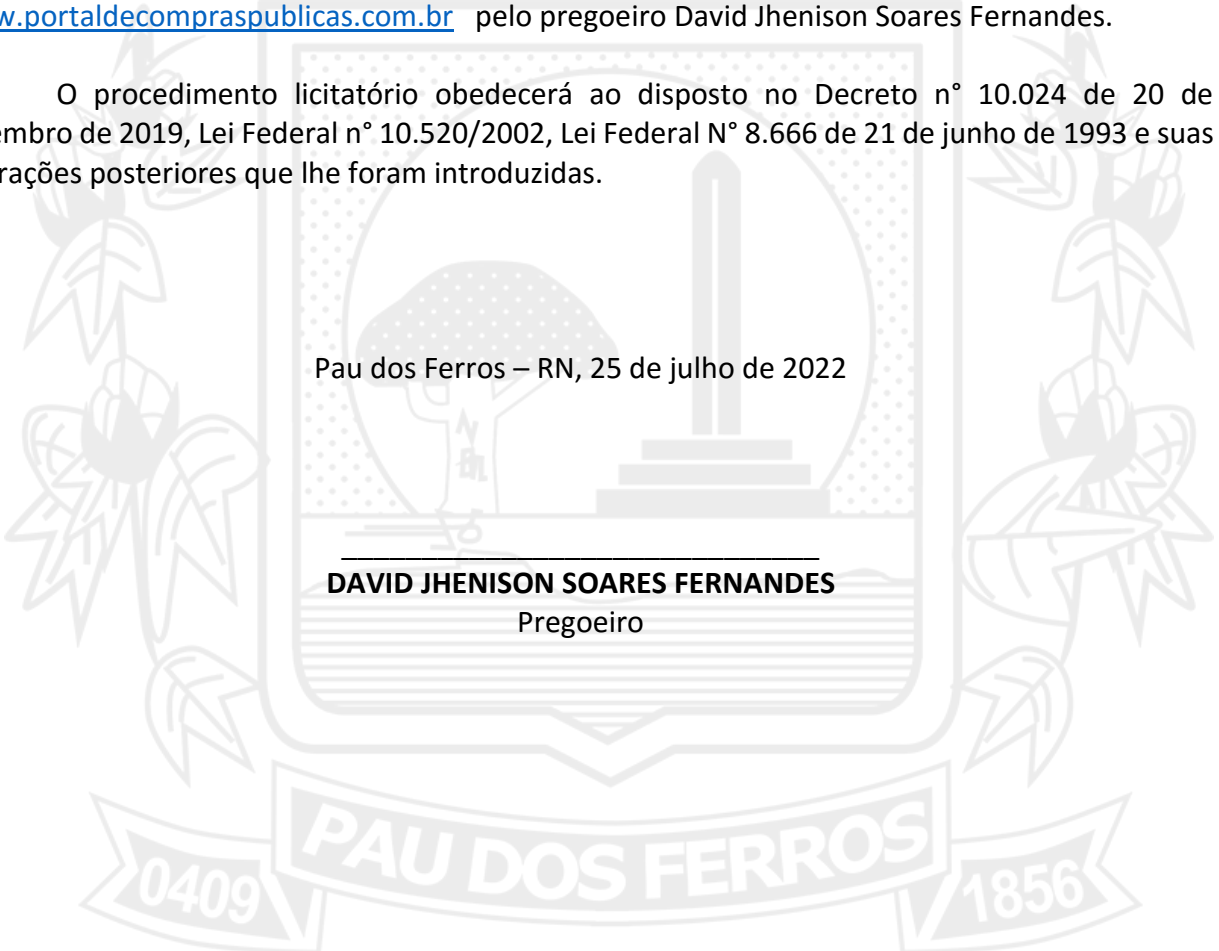 w.portaldecompraspublicas.com.br pelo pregoeiro David Jhenison Soares Fernandes.
O procedimento licitatório obedecerá ao disposto no Decreto n° 10.024 de 20 de
embro de 2019, Lei Federal n° 10.520/2002, Lei Federal N° 8.666 de 21 de junho de 1993 e suas
rações posteriores que lhe foram introduzidas.
Pau dos Ferros – RN, 25 de julho de 2022
DAVID JHENISON SOARES FERNANDES
Pregoeiro
PAU DOS FERROS
0409 1856